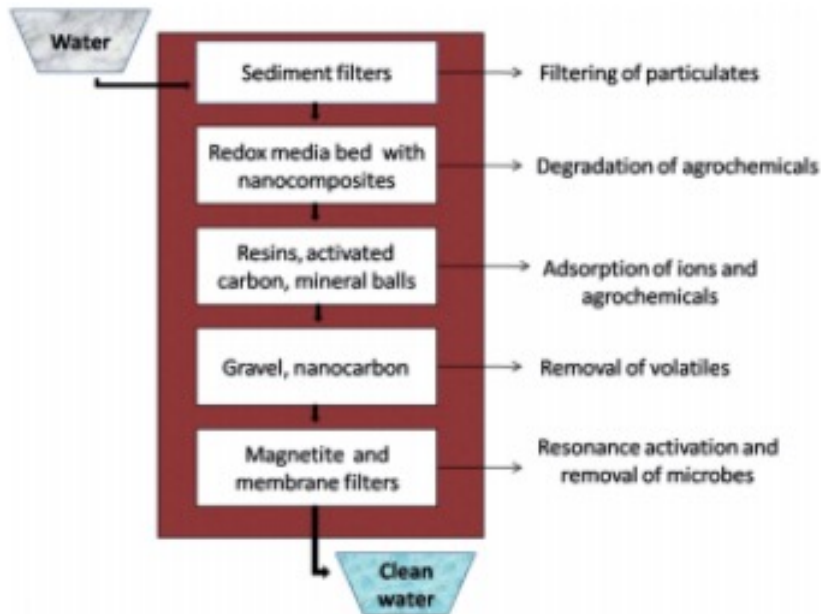 Water
Sediment filters
Filtering of particulates
Redox media bed with
nanocomposites
Degradation of agrochemicals
Resins, activated
carbon, mineral balls
Adsorption of ions and
agrochemicals
Gravel, nanocarbon
Removal of volatiles
Magnetite and
membrane filters
Resonance activation and
removal of microbes
Clean
water